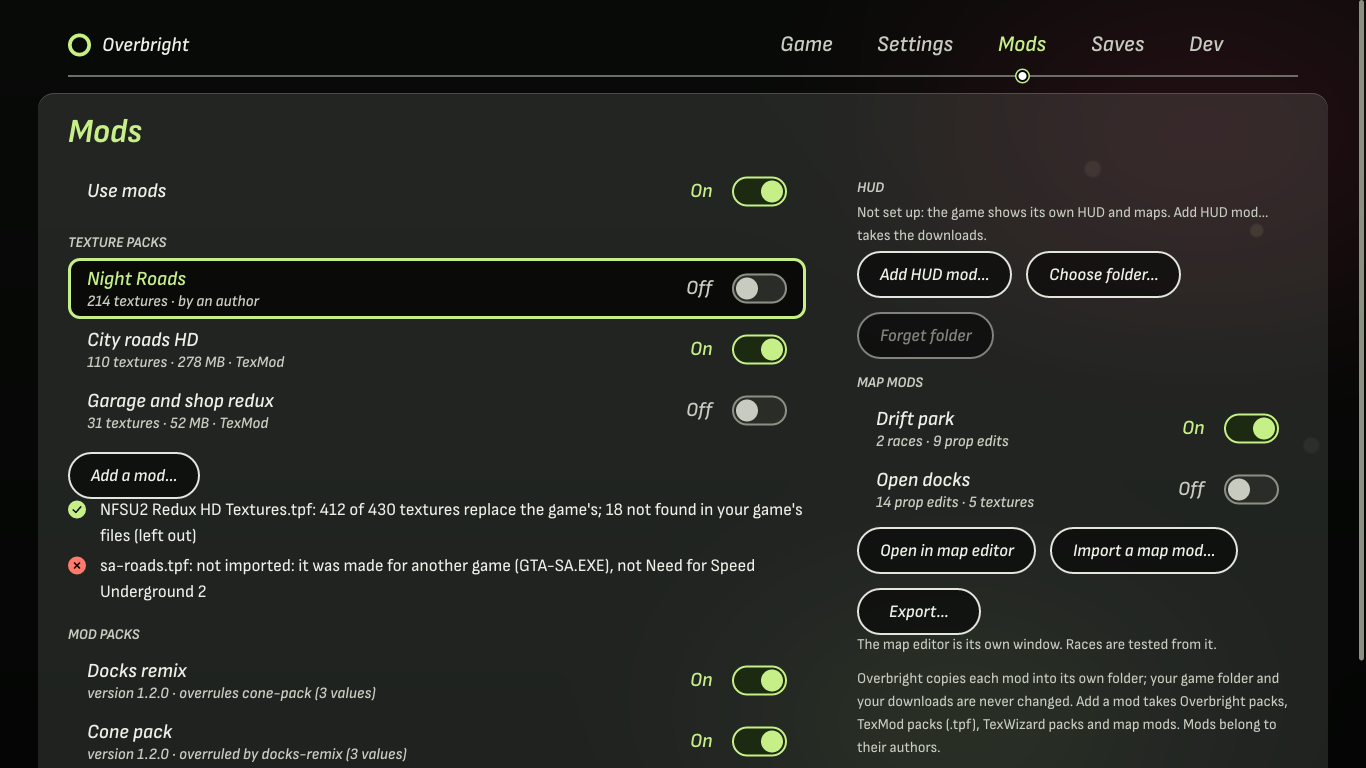 Overbright
Game
Settings
Mods
Saves
Dev
Mods
Use mods
On
TEXTURE PACKS
Night Roads
214 textures · by an author
Off
City roads HD
110 textures · 278 MB · TexMod
On
Garage and shop redux
31 textures · 52 MB · TexMod
Off
Add a mod...
NFSU2 Redux HD Textures.tpf: 412 of 430 textures replace the game's; 18 not found in your game's
files (left out)
sa-roads.tpf: not imported: it was made for another game (GTA-SA.EXE), not Need for Speed
Underground 2
MOD PACKS
Docks remix
version 1.2.0 · overrules cone-pack (3 values)
On
Cone pack
version 1.2.0 · overruled by docks-remix (3 values)
On
HUD
Not set up: the game shows its own HUD and maps. Add HUD mod...
takes the downloads.
Add HUD mod...
Choose folder...
Forget folder
MAP MODS
Drift park
2 races · 9 prop edits
On
Open docks
14 prop edits · 5 textures
Off
Open in map editor
Import a map mod...
Export...
The map editor is its own window. Races are tested from it.
Overbright copies each mod into its own folder; your game folder and
your downloads are never changed. Add a mod takes Overbright packs,
TexMod packs (.tpf), TexWizard packs and map mods. Mods belong to
their authors.